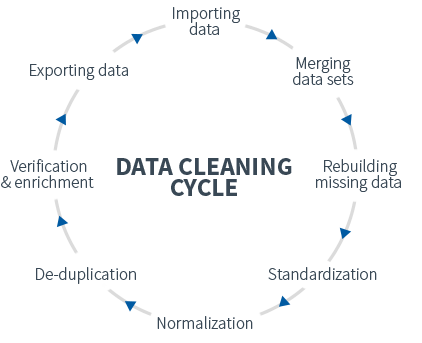 Importing
data
Merging
data sets
Rebuilding
missing data
Standardization
Normalization
De-duplication
Verification
& enrichment
Exporting data
DATA CLEANING
CYCLE